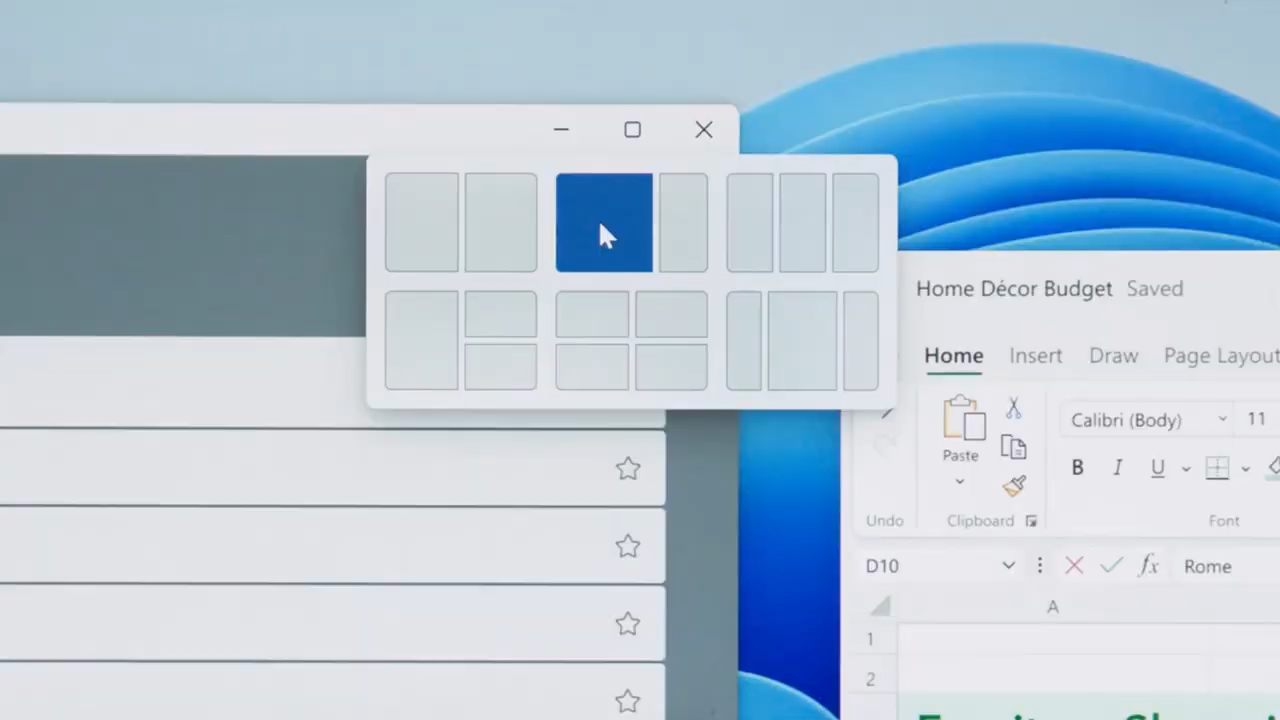 Home Décor Budget Saved
Home Insert Draw Page Layout
Calibri (Body) 11
Paste
B I U
Undo Clipboard Font
D10 fx Rome
A
1
2